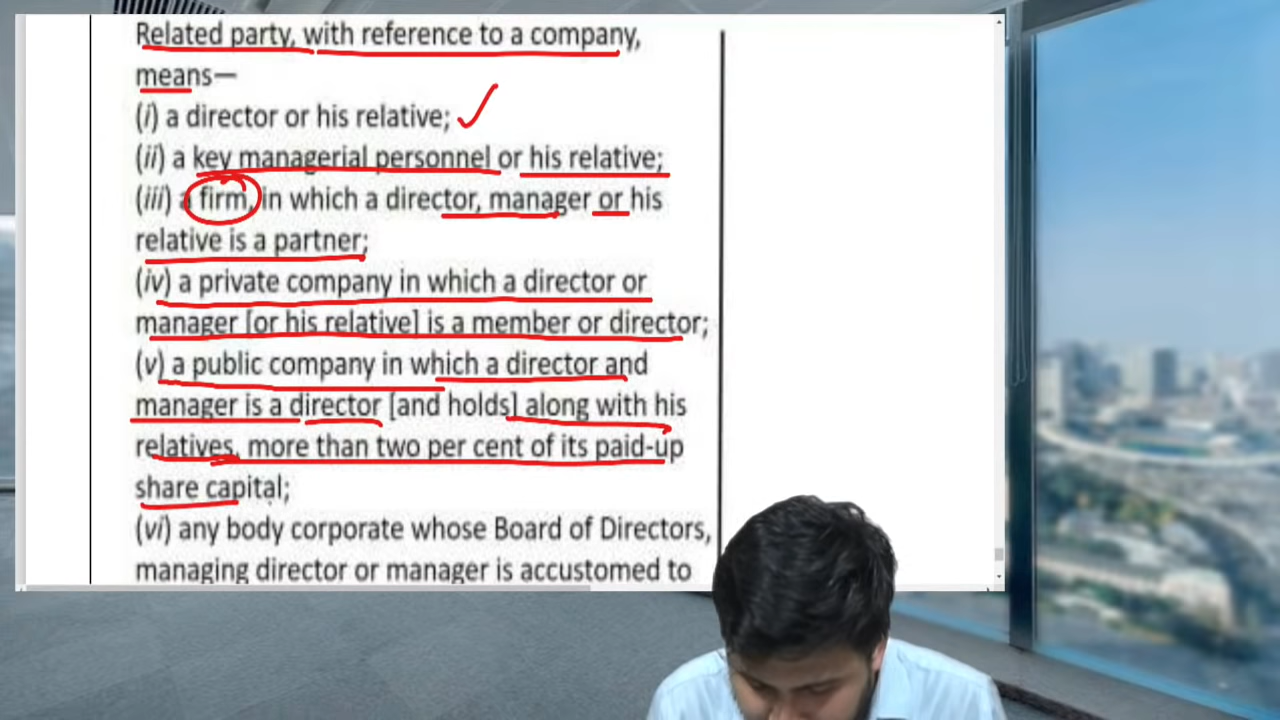 Related party, with reference to a company,
means—
(i) a director or his relative;
(ii) a key managerial personnel or his relative;
(iii) a firm, in which a director, manager or his
relative is a partner;
(iv) a private company in which a director or
manager [or his relative] is a member or director;
(v) a public company in which a director and
manager is a director [and holds] along with his
relatives, more than two per cent of its paid-up
share capital;
(vi) any body corporate whose Board of Directors,
managing director or manager is accustomed to